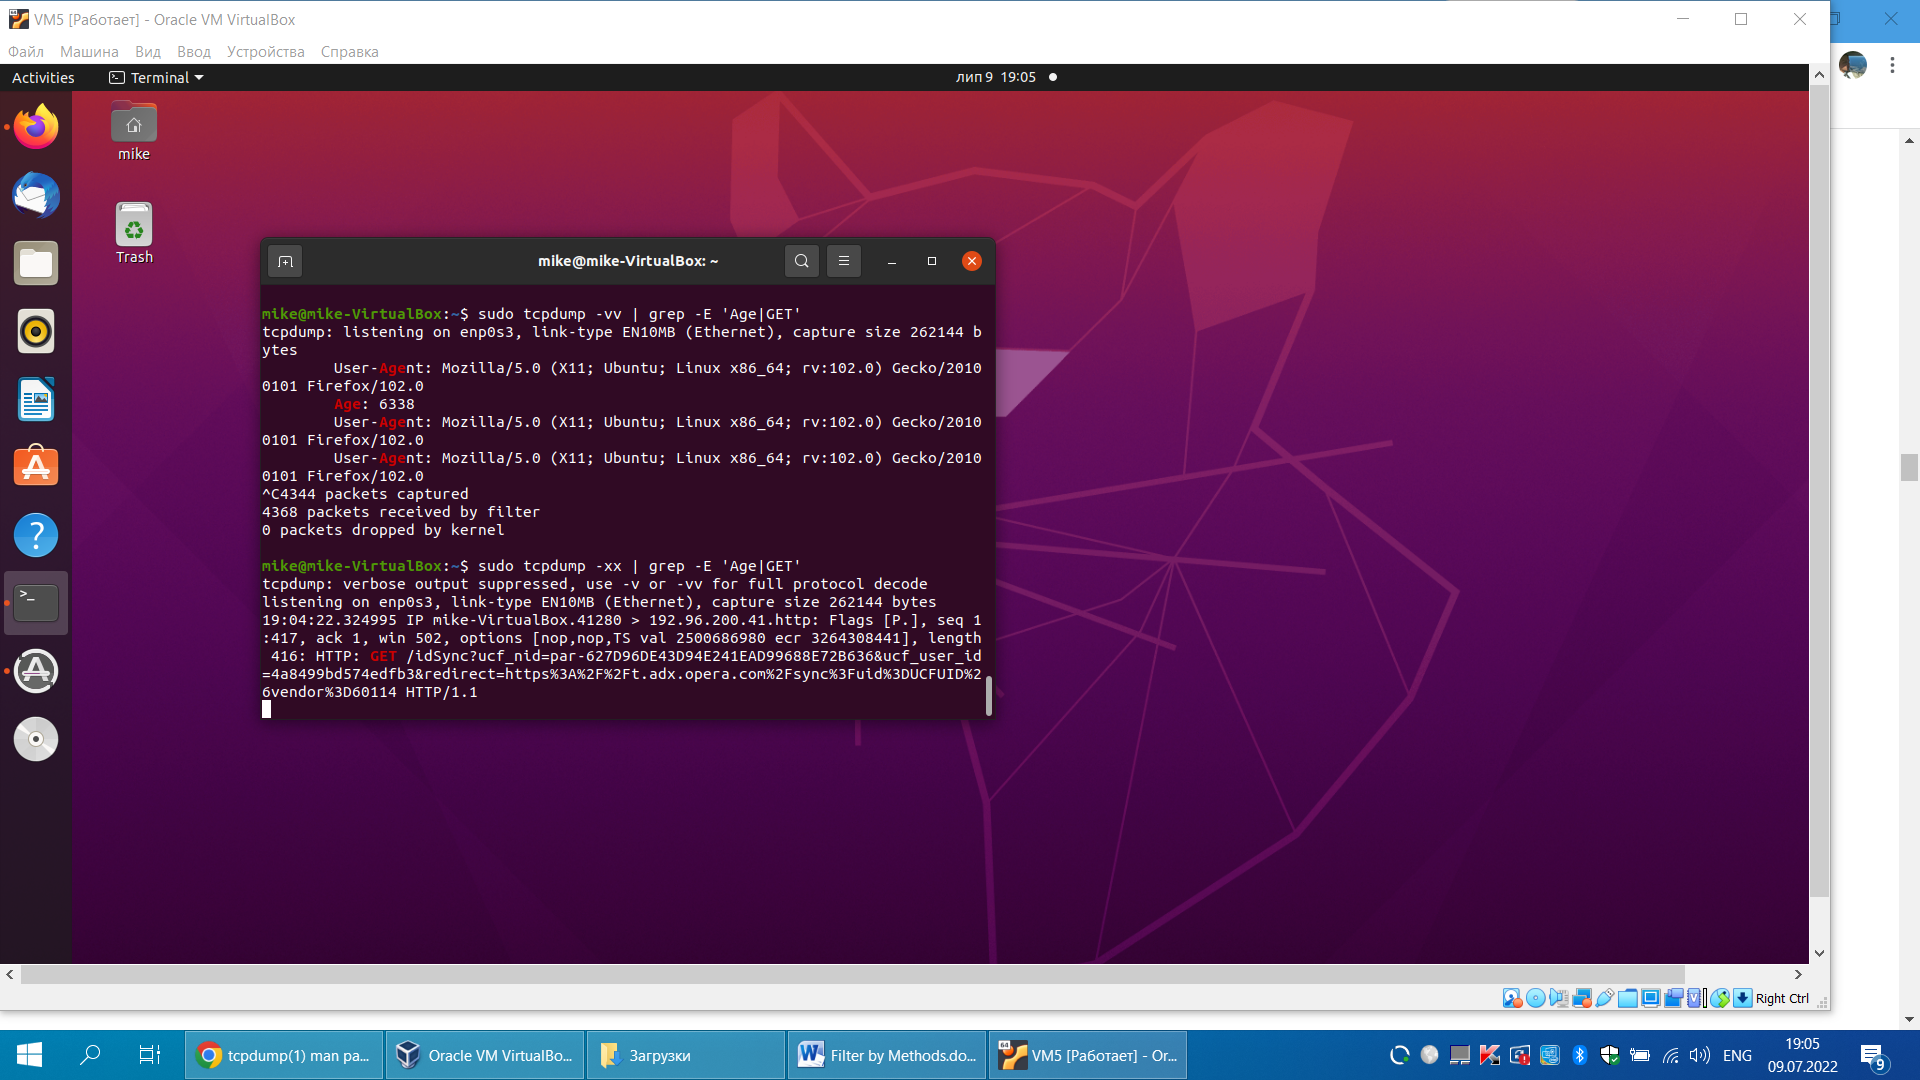 VM5 [Работает] - Oracle VM VirtualBox
Файл Машина Вид Ввод Устройства Справка
Activities Terminal лип 9 19:05
mike
Trash
mike@mike-VirtualBox: ~
mike@mike-VirtualBox:~$ sudo tcpdump -vv | grep -E 'Age|GET'
tcpdump: listening on enp0s3, link-type EN10MB (Ethernet), capture size 262144 b
ytes
User-Agent: Mozilla/5.0 (X11; Ubuntu; Linux x86_64; rv:102.0) Gecko/2010
0101 Firefox/102.0
Age: 6338
User-Agent: Mozilla/5.0 (X11; Ubuntu; Linux x86_64; rv:102.0) Gecko/2010
0101 Firefox/102.0
User-Agent: Mozilla/5.0 (X11; Ubuntu; Linux x86_64; rv:102.0) Gecko/2010
0101 Firefox/102.0
^C4344 packets captured
4368 packets received by filter
0 packets dropped by kernel
mike@mike-VirtualBox:~$ sudo tcpdump -xx | grep -E 'Age|GET'
tcpdump: verbose output suppressed, use -v or -vv for full protocol decode
listening on enp0s3, link-type EN10MB (Ethernet), capture size 262144 bytes
19:04:22.324995 IP mike-VirtualBox.41280 > 192.96.200.41.http: Flags [P.], seq 1
:417, ack 1, win 502, options [nop,nop,TS val 2500686980 ecr 3264308441], length
416: HTTP: GET /idSync?ucf_nid=par-627D96DE43D94E241EAD99688E72B636&ucf_user_id
=4a8499bd574edfb3&redirect=https%3A%2F%2Ft.adx.opera.com%2Fsync%3Fuid%3DUCFUID%2
6vendor%3D60114 HTTP/1.1
Right Ctrl
tcpdump(1) man pa... Oracle VM VirtualBo... Загрузки Filter by Methods.do... VM5 [Работает] - Or... ENG 19:05
09.07.2022
9